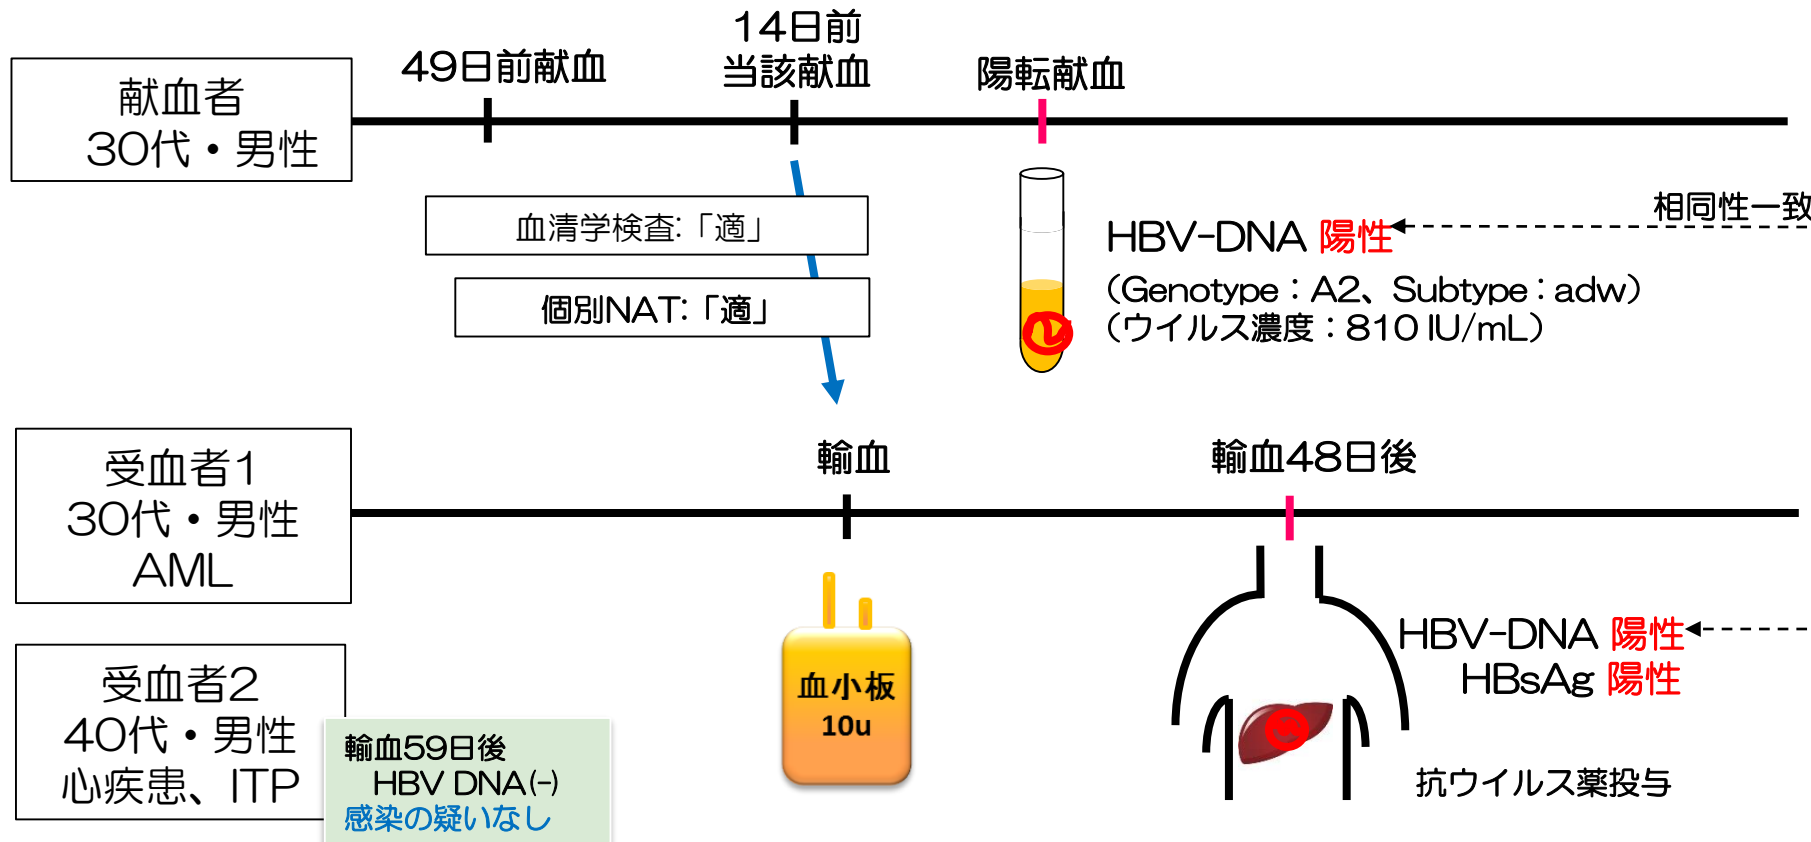 14日前
49日前献血
当該献血
陽転献血
献血者
30代・男性
血清学検査:「適」
個別NAT:「適」
相同性一致
HBV-DNA 陽性
(Genotype：A2、Subtype：adw)
(ウイルス濃度：810 IU/mL)
受血者1
30代・男性
AML
輸血
輸血48日後
血小板
10u
HBV-DNA 陽性
HBsAg 陽性
抗ウイルス薬投与
受血者2
40代・男性
心疾患、ITP
輸血59日後
HBV DNA(-)
感染の疑いなし